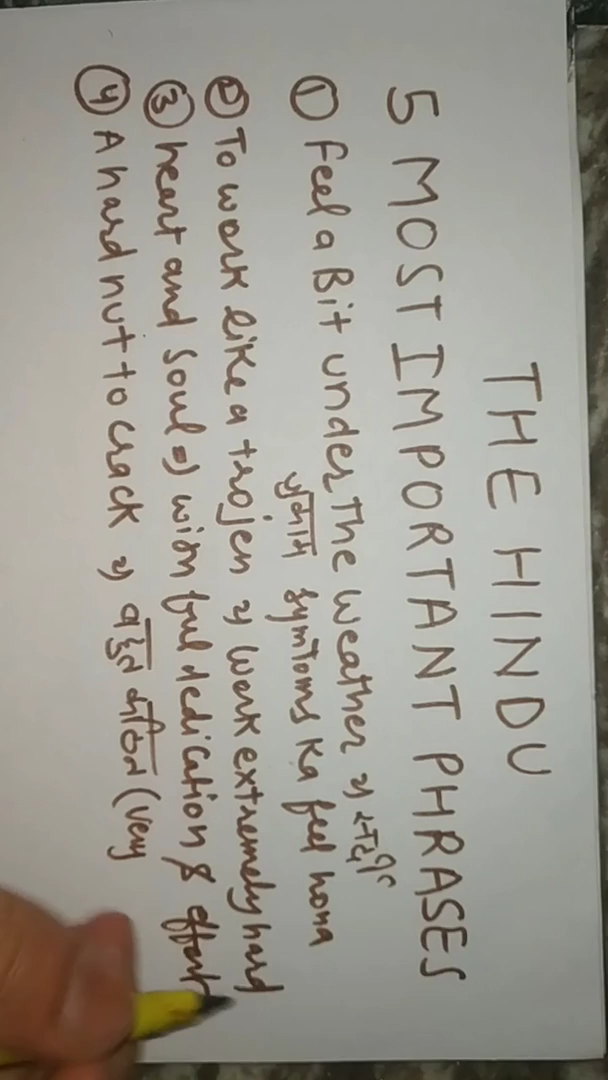 THE HINDU
5 MOST IMPORTANT PHRASES
① feel a Bit under The weather ⇒
जुकाम symtoms ka feel hona
② To work like a trojen ⇒ work extremely hard
③ heart and soul ⇒ with ful dedication & effort
④ A hard nut to crack ⇒ बहुत कठिन (very